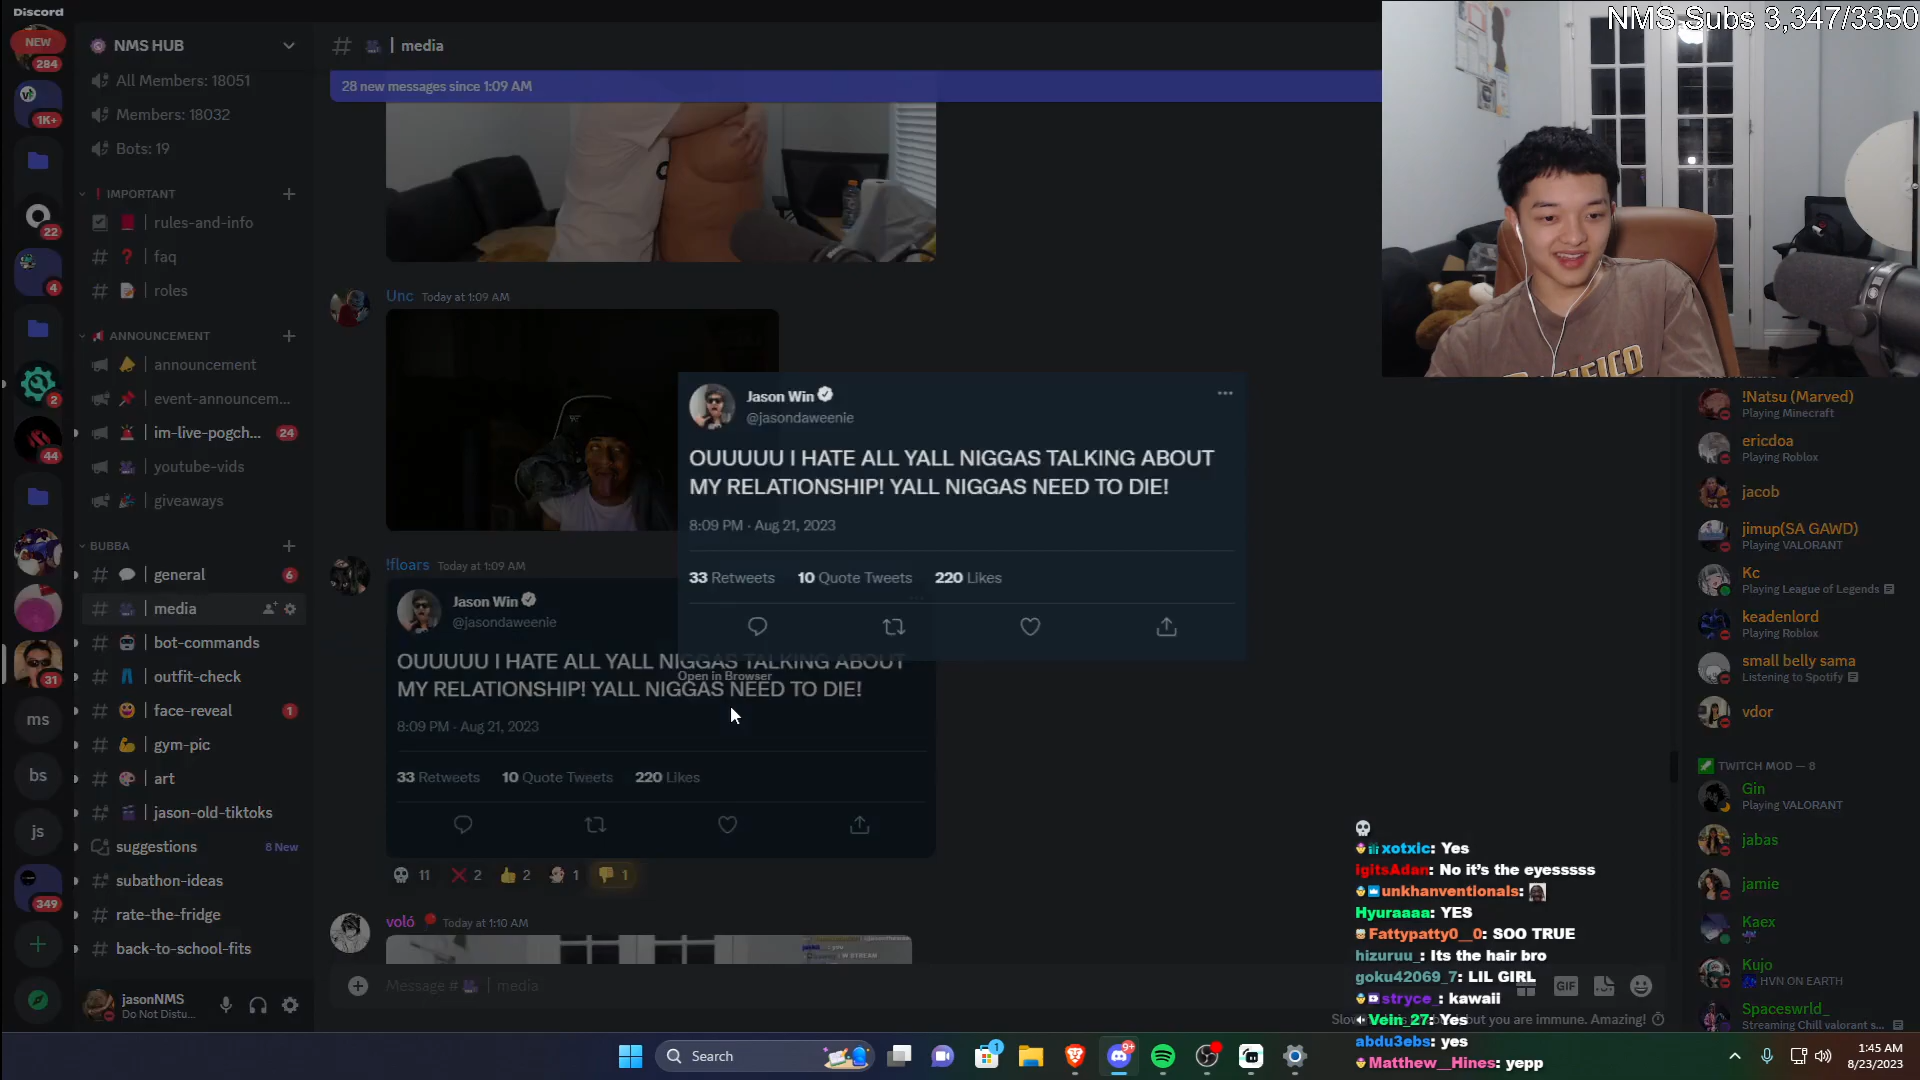 Discord
NEW
284
1K+
22
4
2
44
31
ms
bs
js
349
NMS HUB
All Members: 18051
Members: 18032
Bots: 19
IMPORTANT
rules-and-info
faq
roles
ANNOUNCEMENT
announcement
event-announcem...
im-live-pogch... 24
youtube-vids
giveaways
BUBBA
general 6
media
bot-commands
outfit-check
face-reveal 1
gym-pic
art
jason-old-tiktoks
suggestions 8 New
subathon-ideas
rate-the-fridge
back-to-school-fits
jasonNMS
Do Not Distu...
# | media
28 new messages since 1:09 AM
Unc Today at 1:09 AM
Jason Win
@jasondaweenie
OUUUUU I HATE ALL YALL NIGGAS TALKING ABOUT
MY RELATIONSHIP! YALL NIGGAS NEED TO DIE!
8:09 PM · Aug 21, 2023
33 Retweets 10 Quote Tweets 220 Likes
Open in Browser
!floars Today at 1:09 AM
Jason Win
@jasondaweenie
OUUUUU I HATE ALL YALL NIGGAS TALKING ABOUT
MY RELATIONSHIP! YALL NIGGAS NEED TO DIE!
8:09 PM · Aug 21, 2023
33 Retweets 10 Quote Tweets 220 Likes
11 2 2 1 1
voló Today at 1:10 AM
W STREAM
Message # | media
GIF
but you are immune. Amazing!
NMS Subs 3,347/3350
!Natsu (Marved)
Playing Minecraft
ericdoa
Playing Roblox
jacob
jimup(SA GAWD)
Playing VALORANT
Kc
Playing League of Legends
keadenlord
Playing Roblox
small belly sama
Listening to Spotify
vdor
TWITCH MOD — 8
Gin
Playing VALORANT
jabas
jamie
Kaex
Kujo
HVN ON EARTH
Spaceswrld_
Streaming Chill valorant s...
xotxic: Yes
igitsAdan: No it's the eyesssss
unkhanventionals:
Hyuraaaa: YES
Fattypatty0__0: SOO TRUE
hizuruu_: Its the hair bro
goku42069_7: LIL GIRL
stryce_: kawaii
Vein_27: Yes
abdu3ebs: yes
Matthew__Hines: yepp
Search
1
9+
1:45 AM
8/23/2023